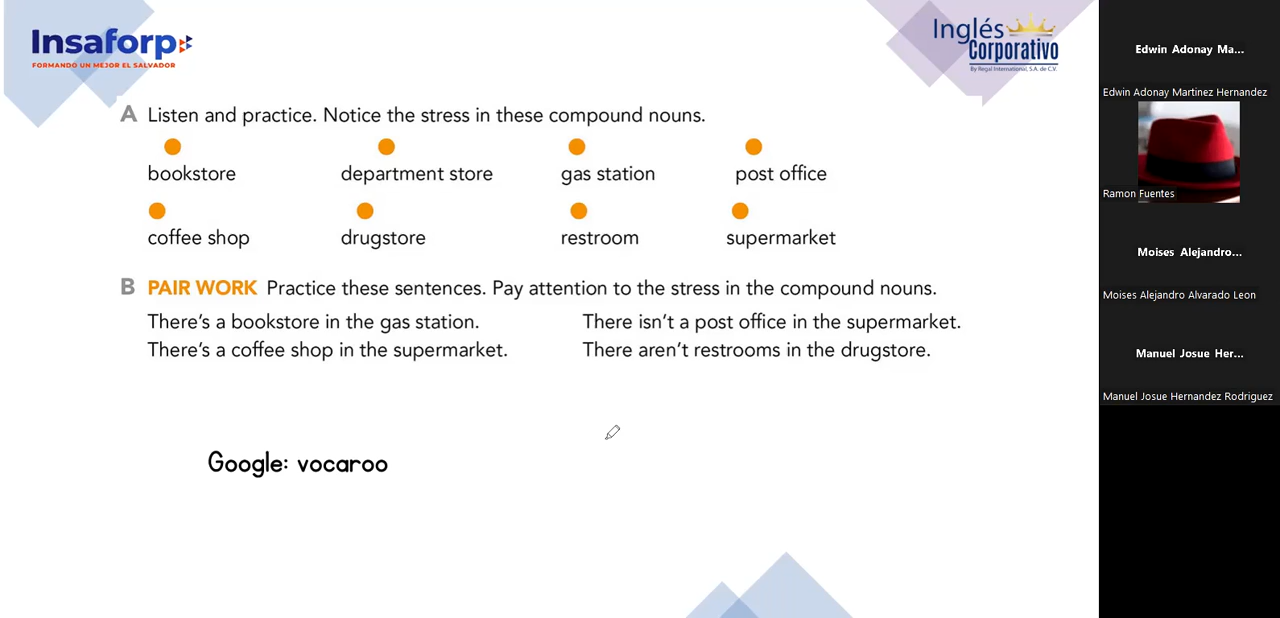 Insaforp
FORMANDO UN MEJOR EL SALVADOR
Inglés
Corporativo
By Regal International, S.A. de C.V.
A Listen and practice. Notice the stress in these compound nouns.
bookstore department store gas station post office
coffee shop drugstore restroom supermarket
B PAIR WORK Practice these sentences. Pay attention to the stress in the compound nouns.
There's a bookstore in the gas station. There isn't a post office in the supermarket.
There's a coffee shop in the supermarket. There aren't restrooms in the drugstore.
Google: vocaroo
Edwin Adonay Ma...
Edwin Adonay Martinez Hernandez
Ramon Fuentes
Moises Alejandro...
Moises Alejandro Alvarado Leon
Manuel Josue Her...
Manuel Josue Hernandez Rodriguez